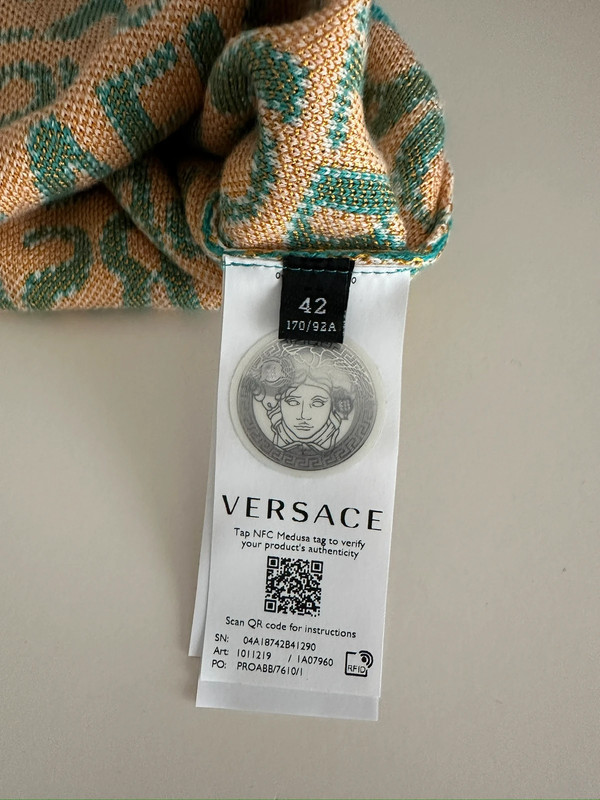 42
170/92A
VERSACE
Tap NFC Medusa tag to verify
your product's authenticity
Scan QR code for instructions
SN: 04A18742B41290
Art: 1011219 / 1A07960
PO: PROABB/7610/1
RFID